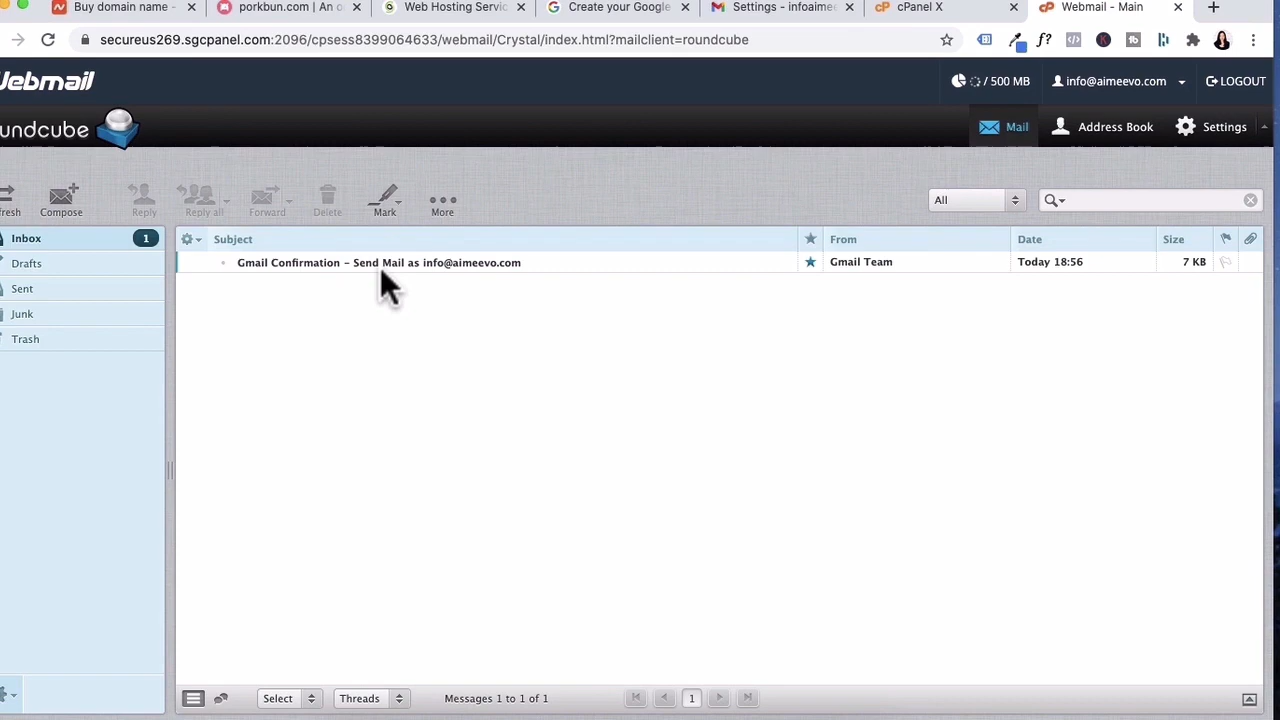 Buy domain name -
porkbun.com | An o
Web Hosting Servic
Create your Google
Settings - infoaimee
cPanel X
Webmail - Main
secureus269.sgcpanel.com:2096/cpsess8399064633/webmail/Crystal/index.html?mailclient=roundcube
f?
Webmail
/ 500 MB
info@aimeevo.com
LOGOUT
undcube
Mail
Address Book
Settings
fresh
Compose
Reply
Reply all
Forward
Delete
Mark
More
All
Inbox 1
Drafts
Sent
Junk
Trash
Subject From Date Size
Gmail Confirmation - Send Mail as info@aimeevo.com Gmail Team Today 18:56 7 KB
Select
Threads
Messages 1 to 1 of 1
1